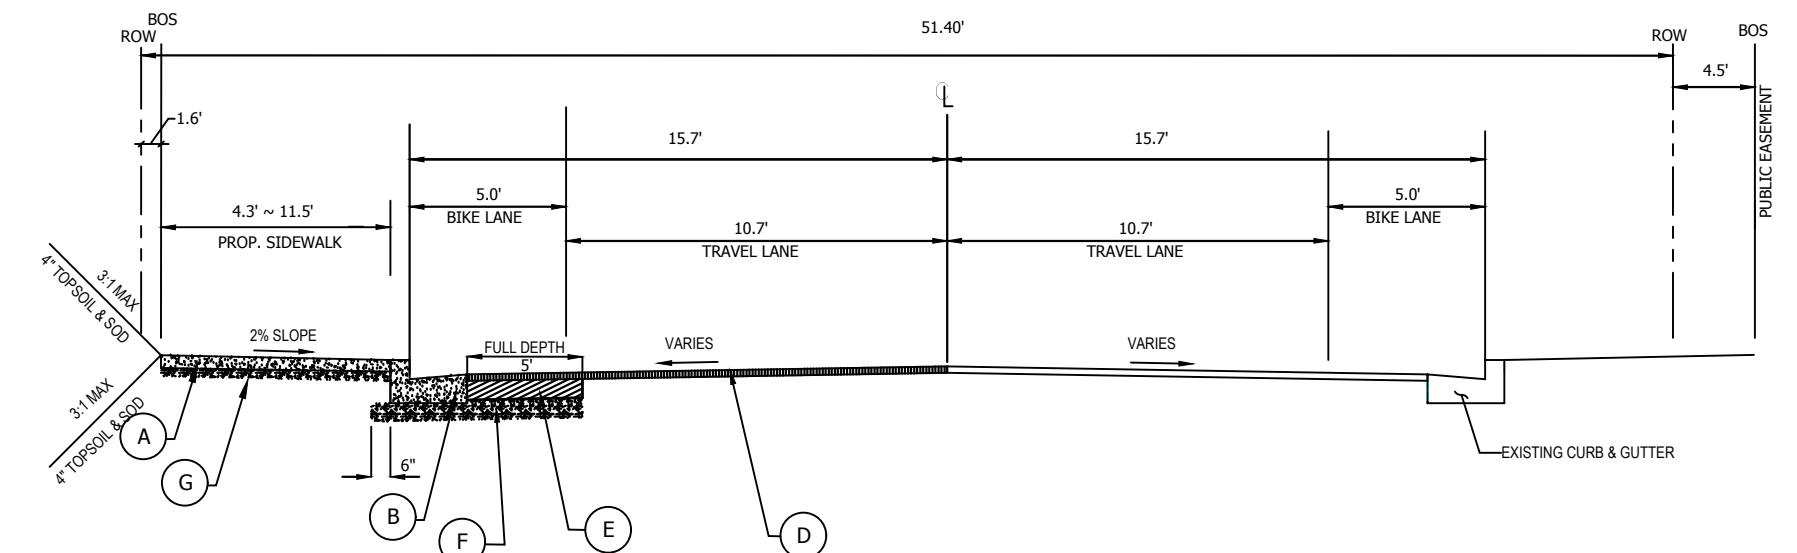 BOS
ROW
51.40'
ROW
BOS
4.5'
PUBLIC EASEMENT
1.6'
CL
15.7'
15.7'
5.0'
BIKE LANE
5.0'
BIKE LANE
4.3' ~ 11.5'
PROP. SIDEWALK
10.7'
TRAVEL LANE
10.7'
TRAVEL LANE
3:1 MAX
4" TOPSOIL & SOD
2% SLOPE
FULL DEPTH
5'
VARIES
VARIES
3:1 MAX
4" TOPSOIL & SOD
A
G
6"
B
F
E
D
EXISTING CURB & GUTTER